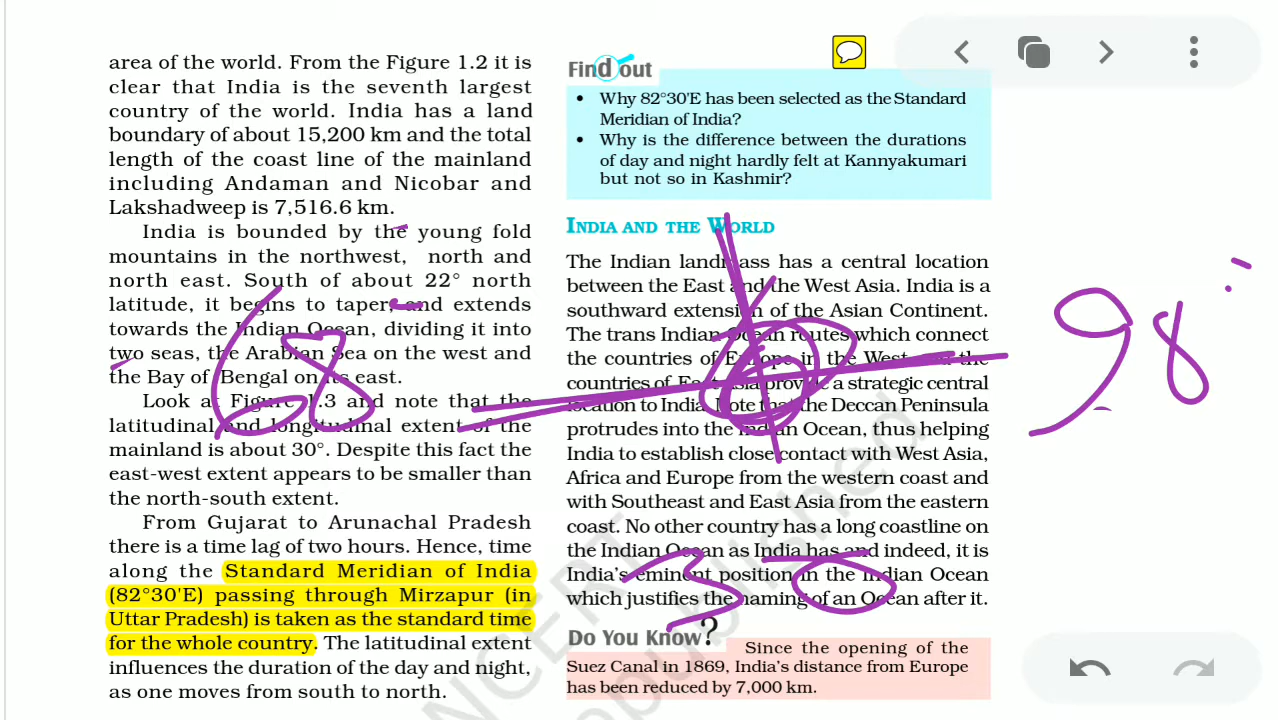 area of the world. From the Figure 1.2 it is
clear that India is the seventh largest
country of the world. India has a land
boundary of about 15,200 km and the total
length of the coast line of the mainland
including Andaman and Nicobar and
Lakshadweep is 7,516.6 km.
India is bounded by the young fold
mountains in the northwest, north and
north east. South of about 22° north
latitude, it begins to taper, and extends
towards the Indian Ocean, dividing it into
two seas, the Arabian Sea on the west and
the Bay of Bengal on its east.
Look at Figure 1.3 and note that the
latitudinal and longitudinal extent of the
mainland is about 30°. Despite this fact the
east-west extent appears to be smaller than
the north-south extent.
From Gujarat to Arunachal Pradesh
there is a time lag of two hours. Hence, time
along the Standard Meridian of India
(82°30'E) passing through Mirzapur (in
Uttar Pradesh) is taken as the standard time
for the whole country. The latitudinal extent
influences the duration of the day and night,
as one moves from south to north.
Find out
• Why 82°30'E has been selected as the Standard
Meridian of India?
• Why is the difference between the durations
of day and night hardly felt at Kannyakumari
but not so in Kashmir?
INDIA AND THE WORLD
The Indian landmass has a central location
between the East and the West Asia. India is a
southward extension of the Asian Continent.
The trans Indian Ocean routes which connect
the countries of Europe in the West and the
countries of East Asia provide a strategic central
location to India. Note that the Deccan Peninsula
protrudes into the Indian Ocean, thus helping
India to establish close contact with West Asia,
Africa and Europe from the western coast and
with Southeast and East Asia from the eastern
coast. No other country has a long coastline on
the Indian Ocean as India has and indeed, it is
India's eminent position in the Indian Ocean
which justifies the naming of an Ocean after it.
Do You Know?
Since the opening of the
Suez Canal in 1869, India's distance from Europe
has been reduced by 7,000 km.
68
98
30
NCERT
published